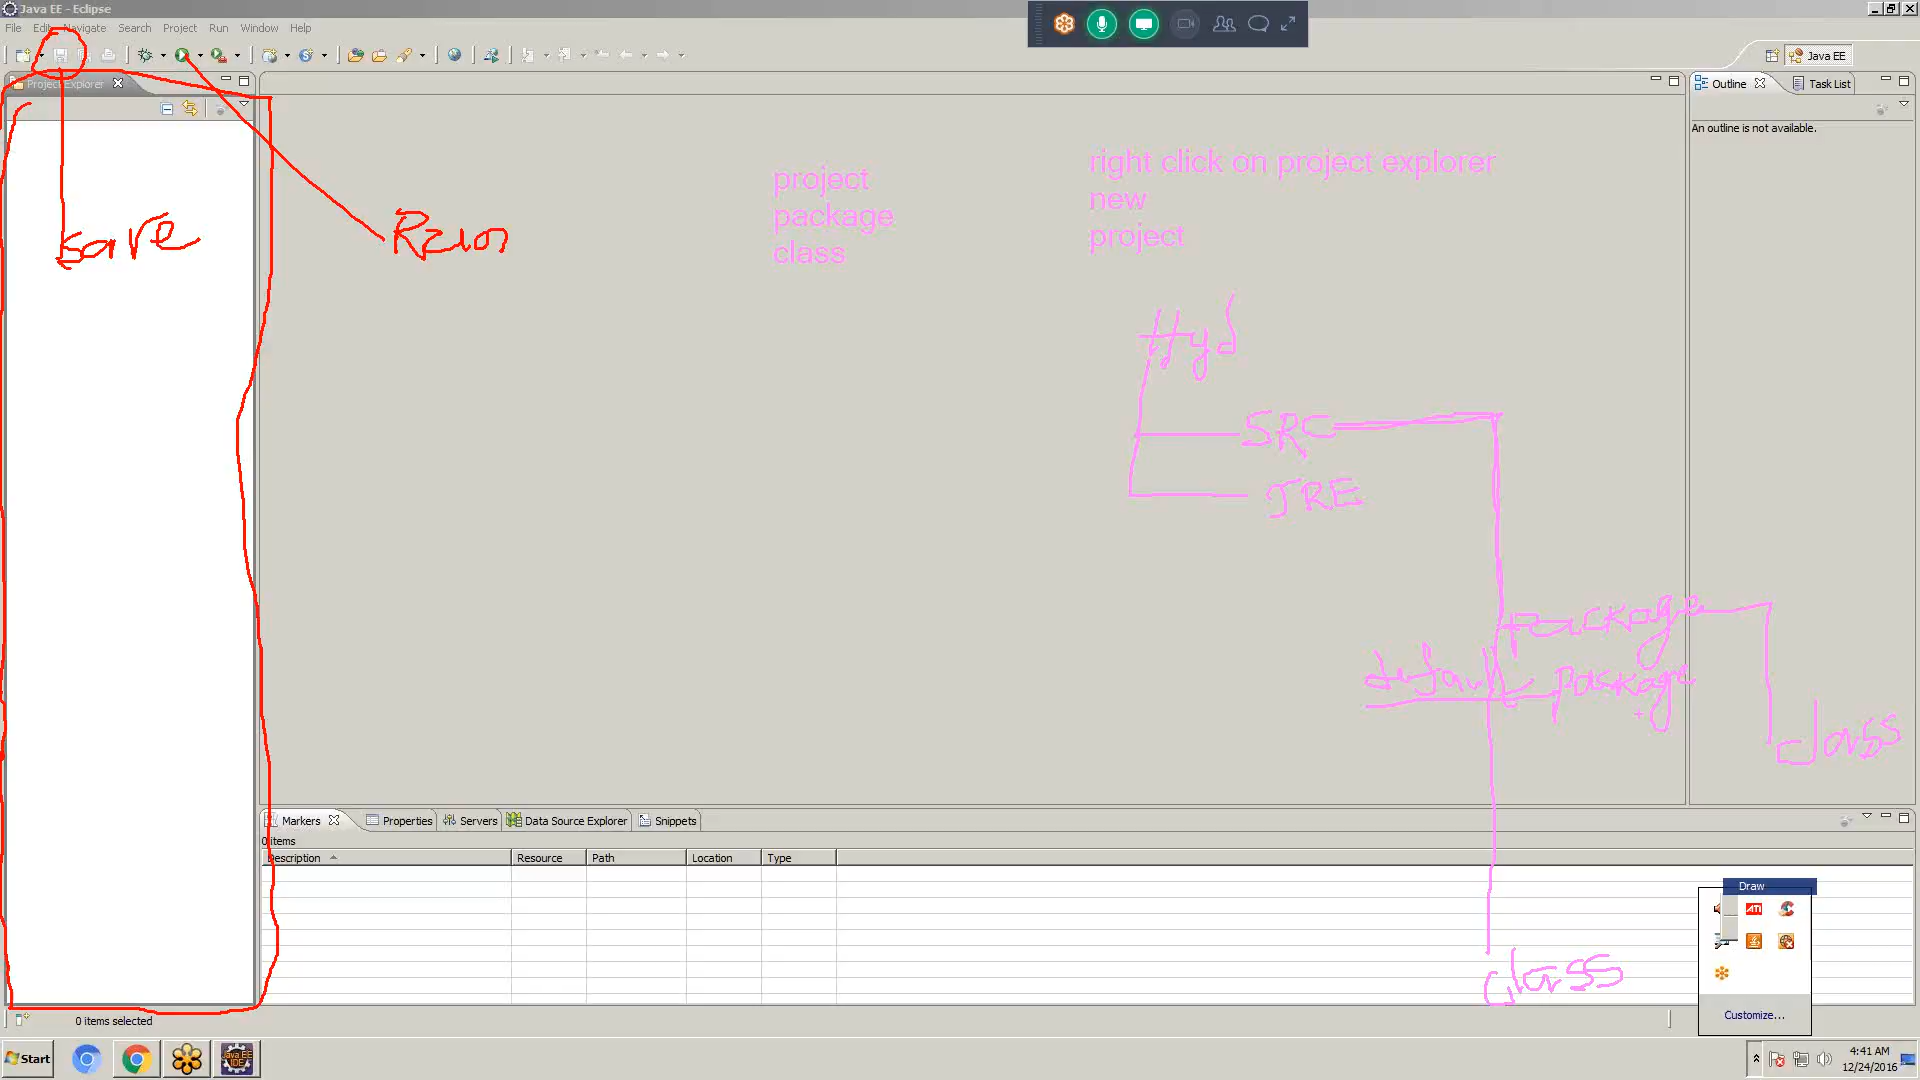 Java EE - Eclipse
File Edit Navigate Search Project Run Window Help
Java EE
Project Explorer
Outline Task List
An outline is not available.
project
package
class
right click on project explorer
new
project
save
Run
Hyd
SRC
JRE
package
default package
class
class
Markers Properties Servers Data Source Explorer Snippets
0 items
Description Resource Path Location Type
Draw
Customize...
0 items selected
Start
4:41 AM
12/24/2016